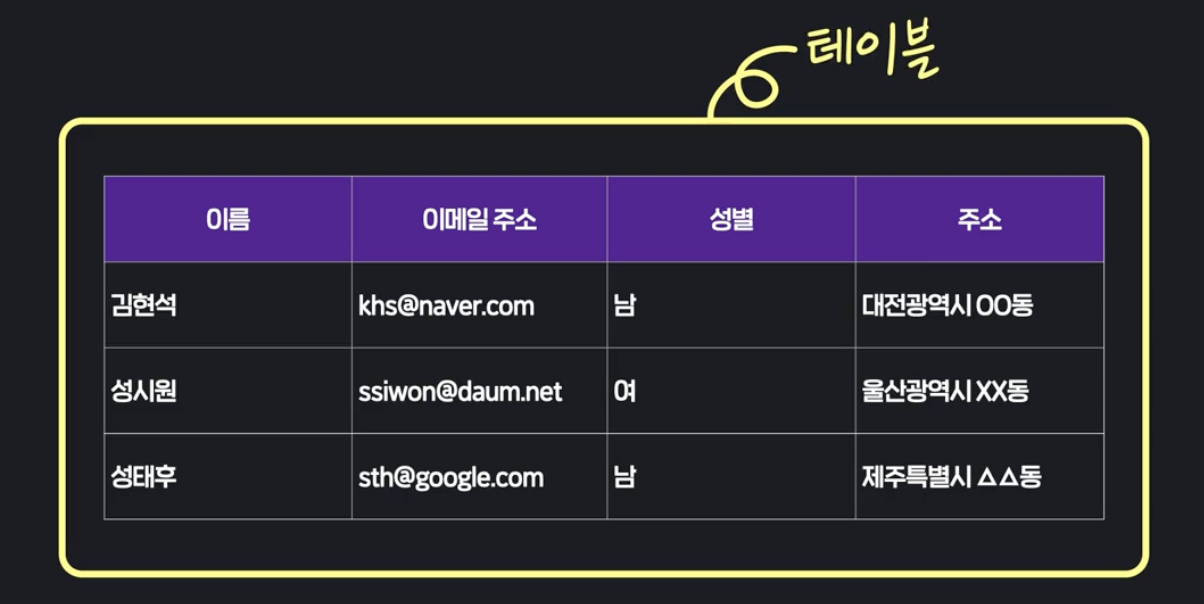 테이블
이름 이메일 주소 성별 주소
김현석 khs@naver.com 남 대전광역시 OO동
성시원 ssiwon@daum.net 여 울산광역시 XX동
성태후 sth@google.com 남 제주특별시 △△동